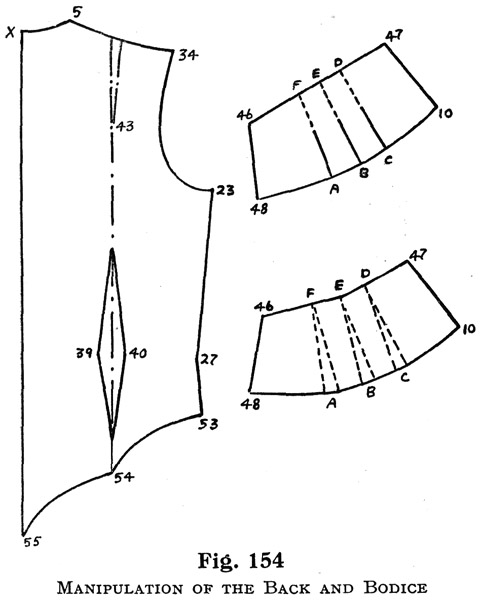 X
5
34
43
23
39
40
27
53
54
55
47
D
E
F
46
10
C
B
A
48
47
D
E
F
46
10
C
B
A
48
Fig. 154
MANIPULATION OF THE BACK AND BODICE